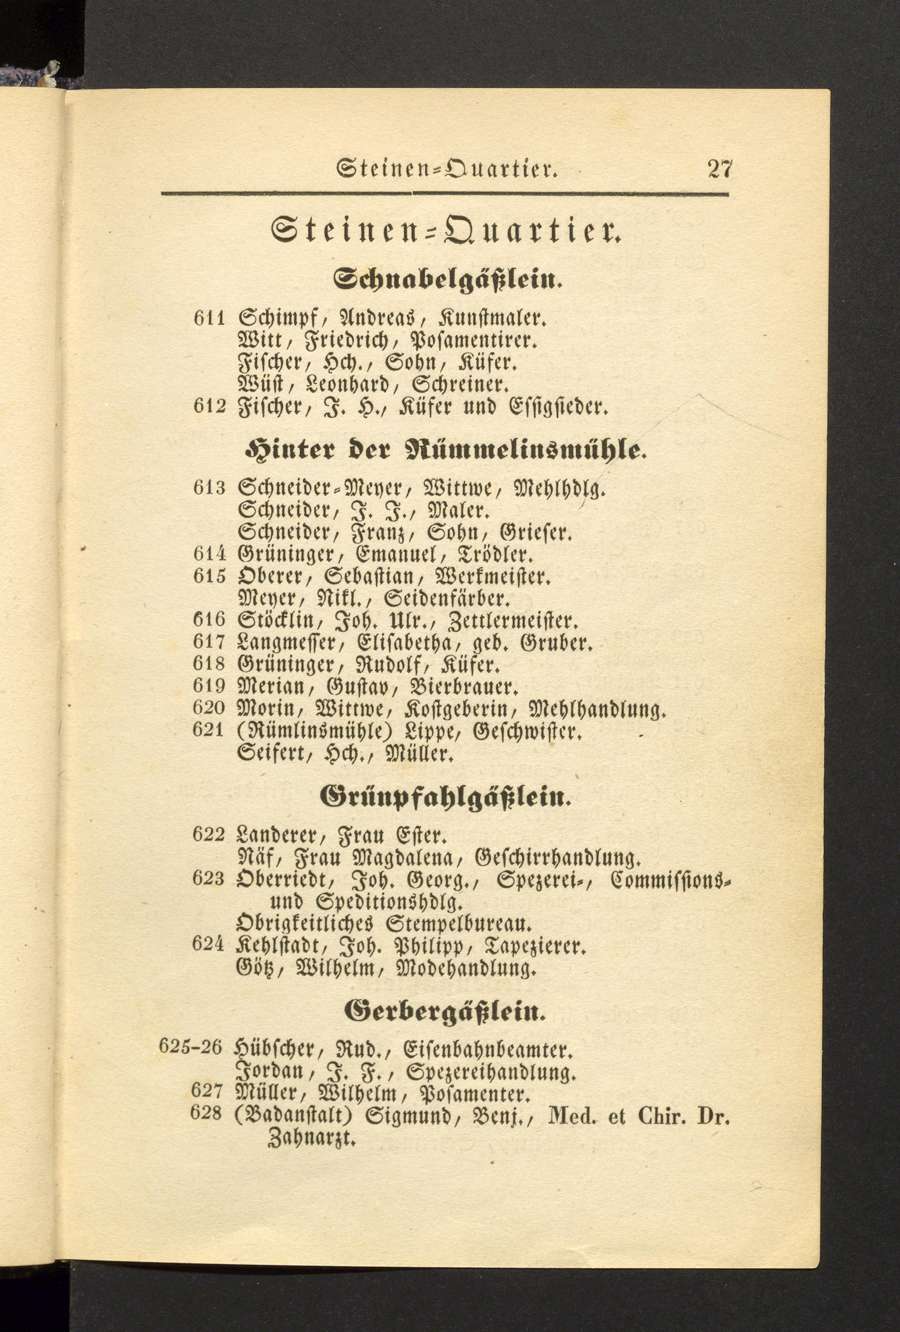 Steinen-Quartier. 27
Steinen-Quartier.
Schnabelgäßlein.
611 Schimpf, Andreas, Kunstmaler.
Witt, Friedrich, Posamentirer.
Fischer, Hch., Sohn, Küfer.
Wüst, Leonhard, Schreiner.
612 Fischer, J. H., Küfer und Essigsieder.
Hinter der Rümmelinsmühle.
613 Schneider-Meyer, Wittwe, Mehlhdlg.
Schneider, J. J., Maler.
Schneider, Franz, Sohn, Grieser.
614 Grüninger, Emanuel, Trödler.
615 Oberer, Sebastian, Werkmeister.
Meyer, Nikl., Seidenfärber.
616 Stöcklin, Joh. Ulr., Zettlermeister.
617 Langmesser, Elisabetha, geb. Gruber.
618 Grüninger, Rudolf, Küfer.
619 Merian, Gustav, Bierbrauer.
620 Morin, Wittwe, Kostgeberin, Mehlhandlung.
621 (Rümlinsmühle) Lippe, Geschwister.
Seifert, Hch., Müller.
Grünpfahlgäßlein.
622 Landerer, Frau Ester.
Näf, Frau Magdalena, Geschirrhandlung.
623 Oberriedt, Joh. Georg., Spezerei-, Commissions-
und Speditionshdlg.
Obrigkeitliches Stempelbureau.
624 Kehlstadt, Joh. Philipp, Tapezierer.
Götz, Wilhelm, Modehandlung.
Gerbergäßlein.
625-26 Hübscher, Rud., Eisenbahnbeamter.
Jordan, J. F., Spezereihandlung.
627 Müller, Wilhelm, Posamenter.
628 (Badanstalt) Sigmund, Benj., Med. et Chir. Dr.
Zahnarzt.